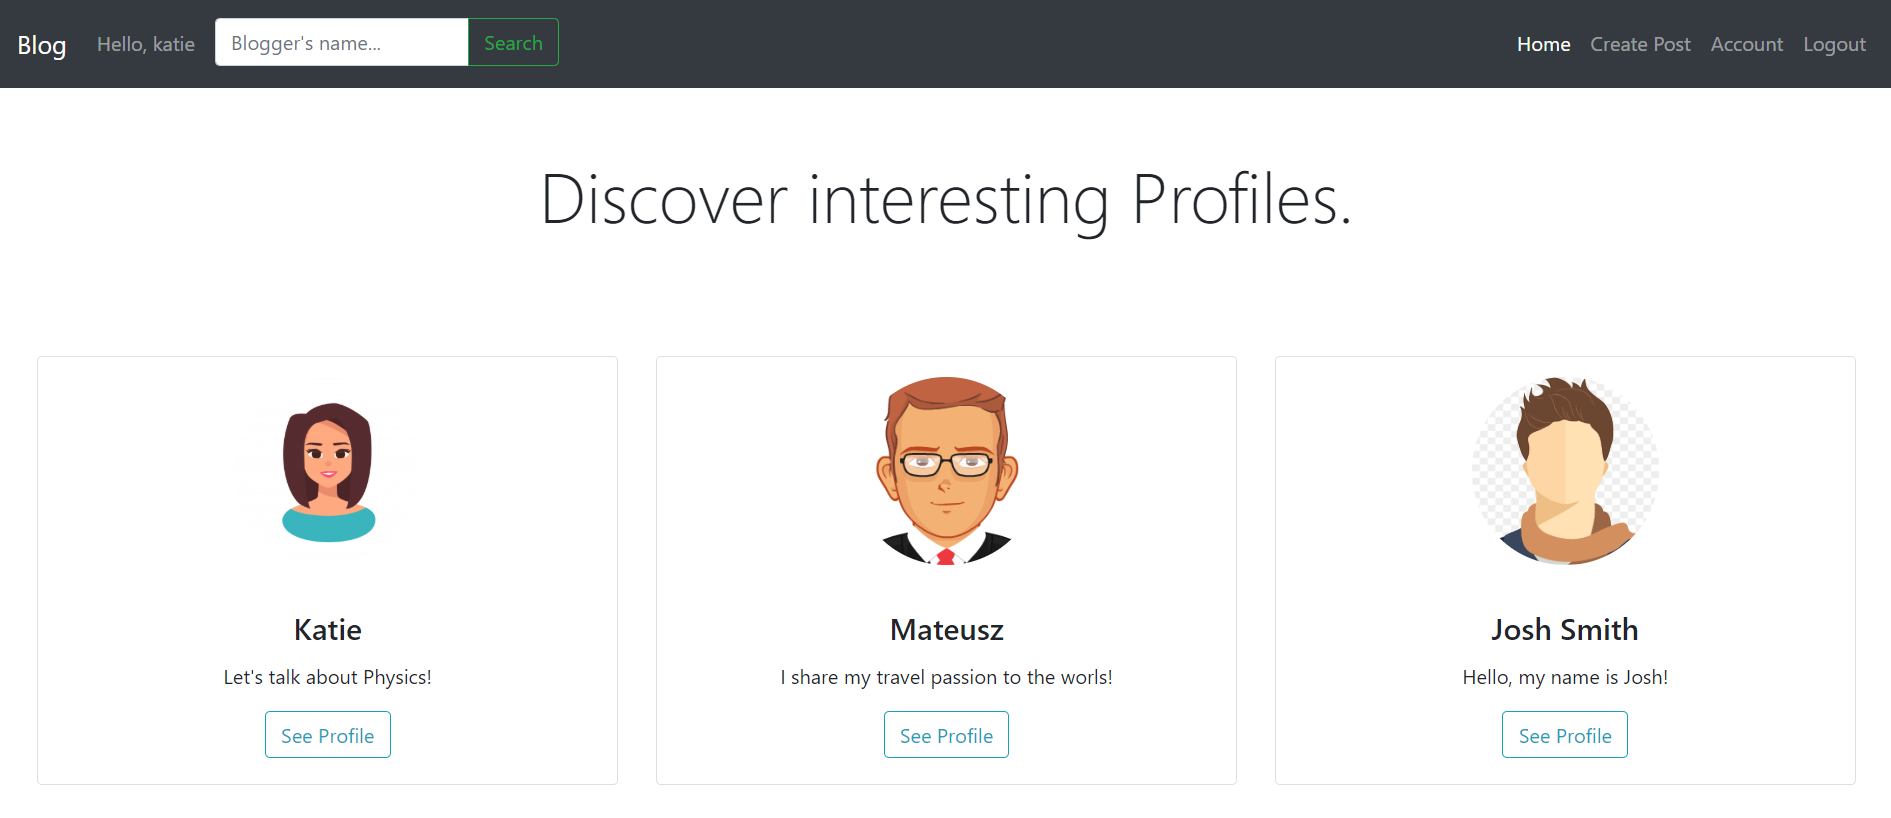 Blog Hello, katie Blogger's name... Search Home Create Post Account Logout
Discover interesting Profiles.
Katie
Let's talk about Physics!
See Profile
Mateusz
I share my travel passion to the worls!
See Profile
Josh Smith
Hello, my name is Josh!
See Profile